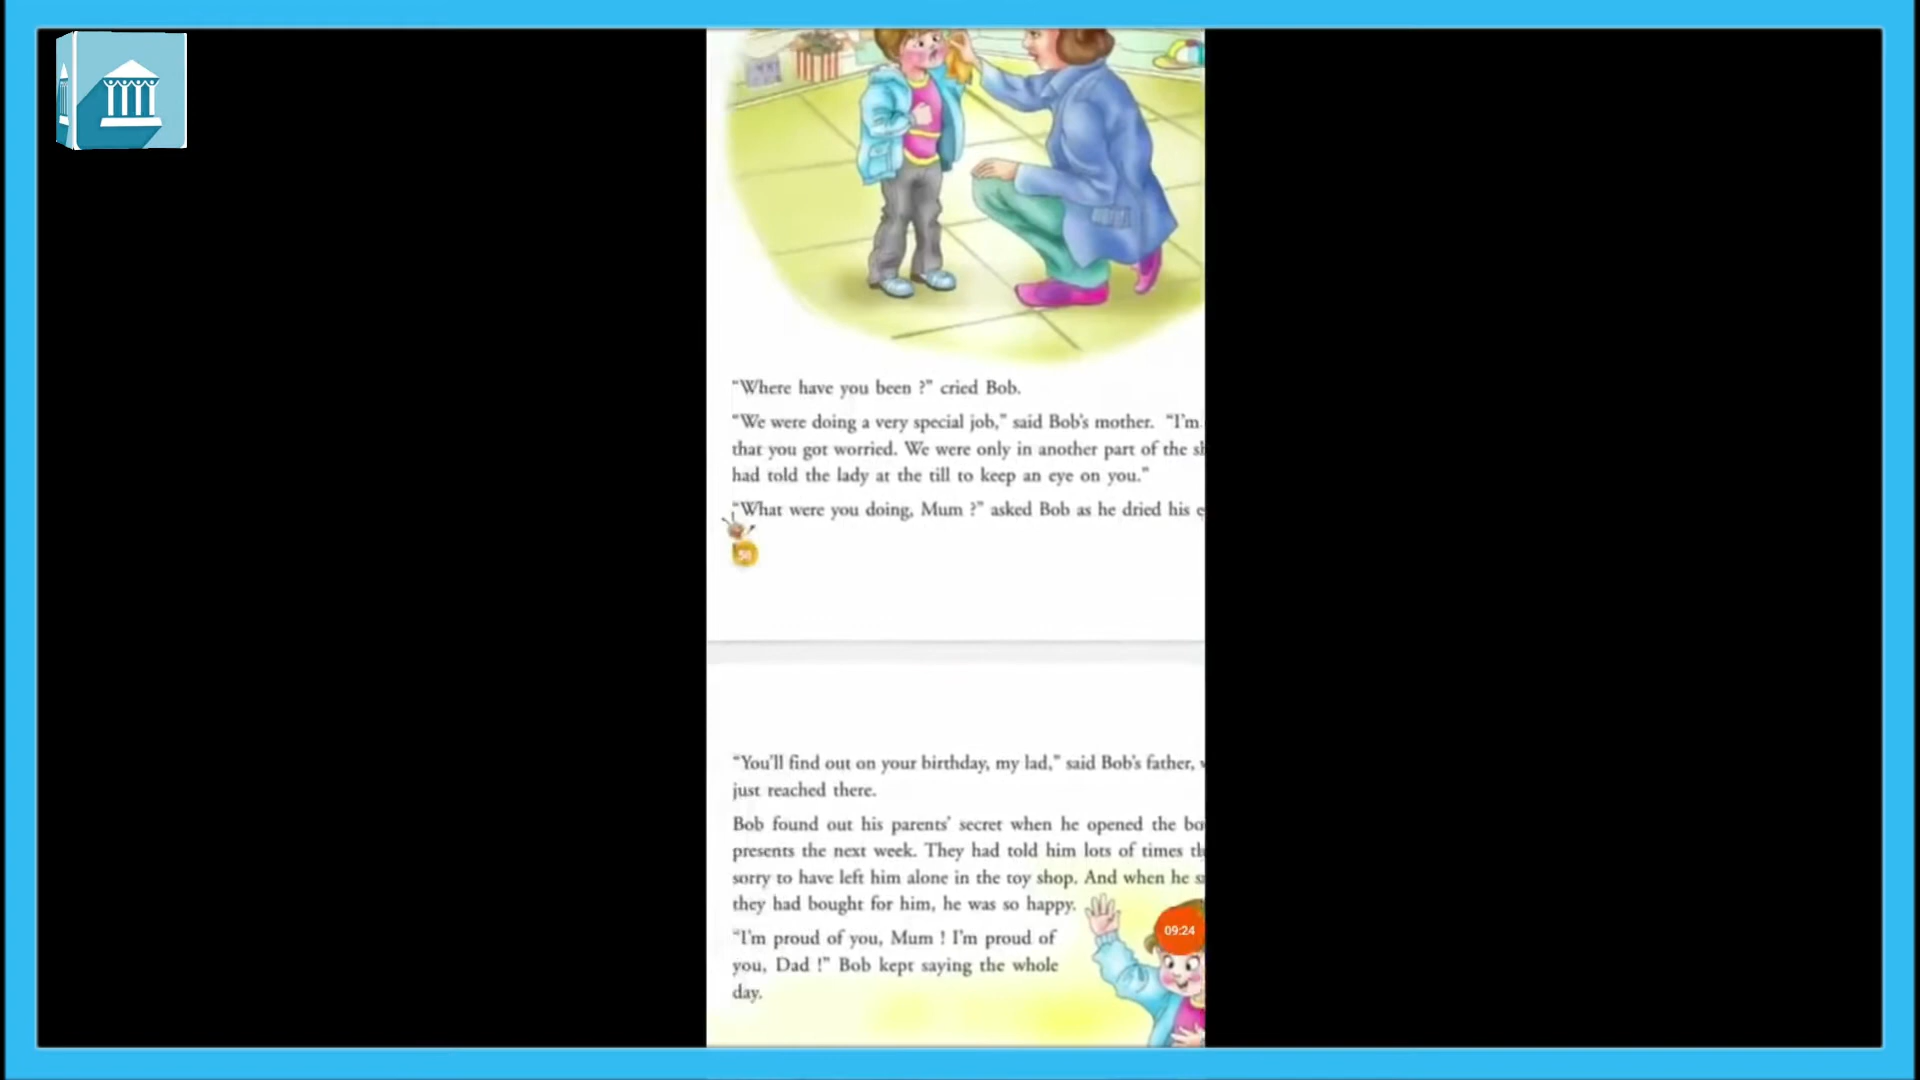 “Where have you been ?” cried Bob.
“We were doing a very special job,” said Bob's mother. “I'm
that you got worried. We were only in another part of the
had told the lady at the till to keep an eye on you.”
“What were you doing, Mum ?” asked Bob as he dried his
58
“You'll find out on your birthday, my lad,” said Bob's father,
just reached there.
Bob found out his parents' secret when he opened the
presents the next week. They had told him lots of times
sorry to have left him alone in the toy shop. And when he
they had bought for him, he was so happy.
“I'm proud of you, Mum ! I'm proud of
you, Dad !” Bob kept saying the whole
day.
09:24